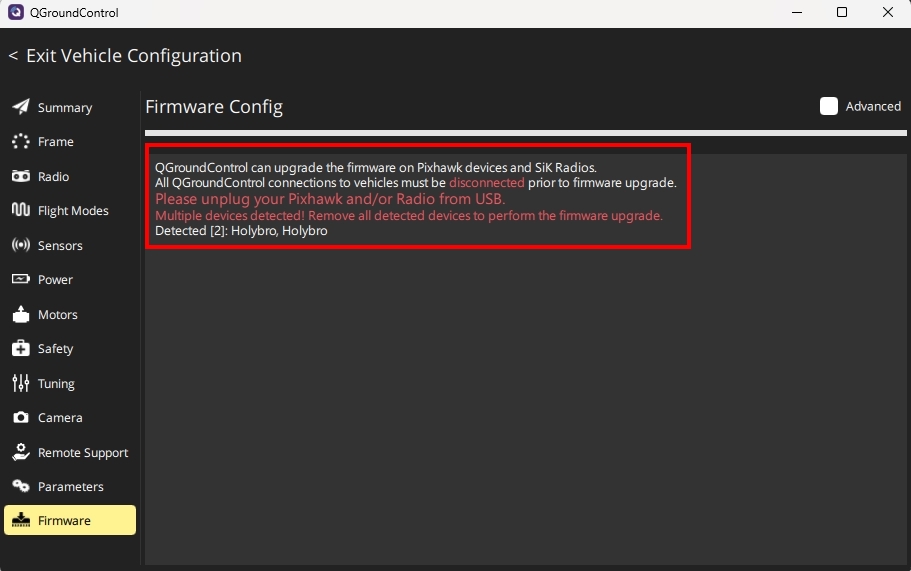 QGroundControl
< Exit Vehicle Configuration
Summary
Frame
Radio
Flight Modes
Sensors
Power
Motors
Safety
Tuning
Camera
Remote Support
Parameters
Firmware
Firmware Config
Advanced
QGroundControl can upgrade the firmware on Pixhawk devices and SiK Radios.
All QGroundControl connections to vehicles must be disconnected prior to firmware upgrade.
Please unplug your Pixhawk and/or Radio from USB.
Multiple devices detected! Remove all detected devices to perform the firmware upgrade.
Detected [2]: Holybro, Holybro